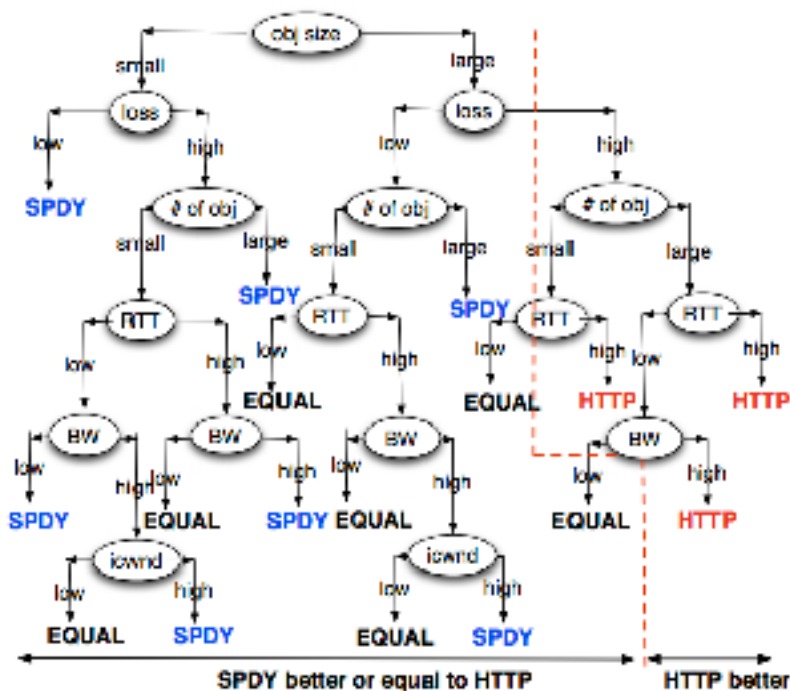 obj size
small
large
loss
loss
low
high
low
high
SPDY
# of obj
# of obj
# of obj
small
large
small
large
small
large
SPDY
SPDY
RTT
RTT
RTT
RTT
low
high
low
high
low
high
low
high
EQUAL
EQUAL
HTTP
HTTP
BW
BW
BW
BW
low
high
low
high
low
high
low
high
SPDY
EQUAL
SPDY
EQUAL
EQUAL
HTTP
icwnd
icwnd
low
high
low
high
EQUAL
SPDY
EQUAL
SPDY
SPDY better or equal to HTTP
HTTP better